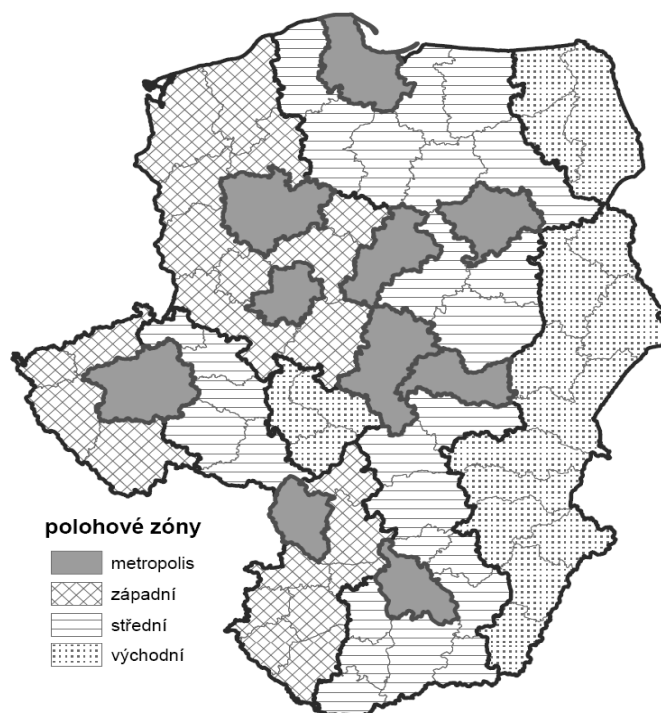 polohové zóny
metropolis
západní
střední
východní